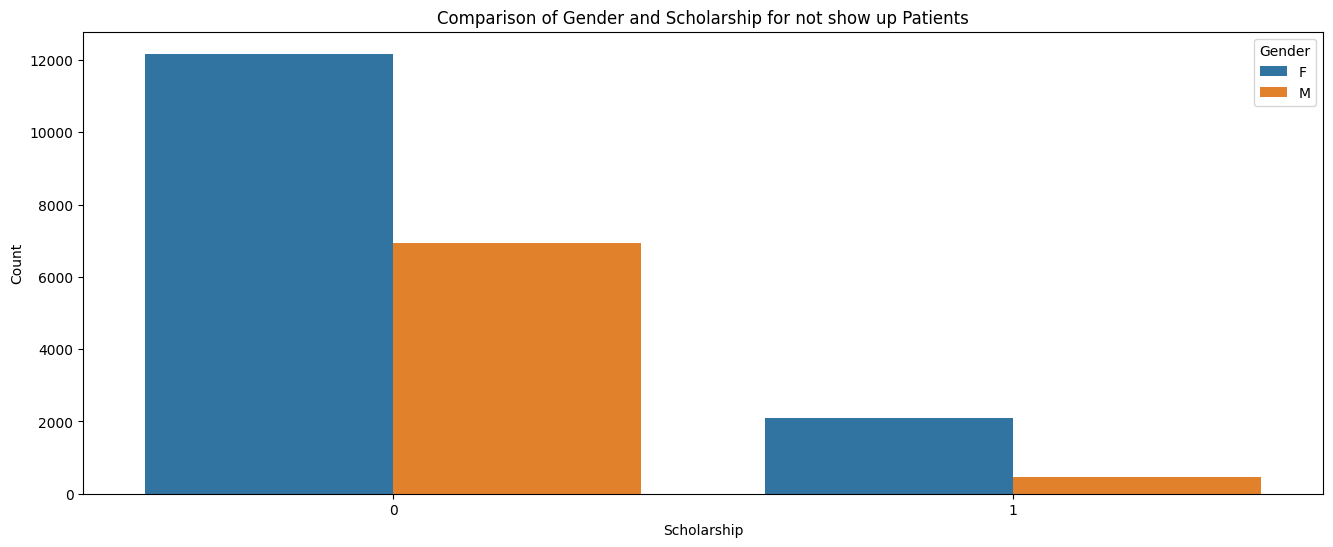 Comparison of Gender and Scholarship for not show up Patients
Gender
F
M
12000
10000
8000
6000
4000
2000
0
Count
0 1
Scholarship